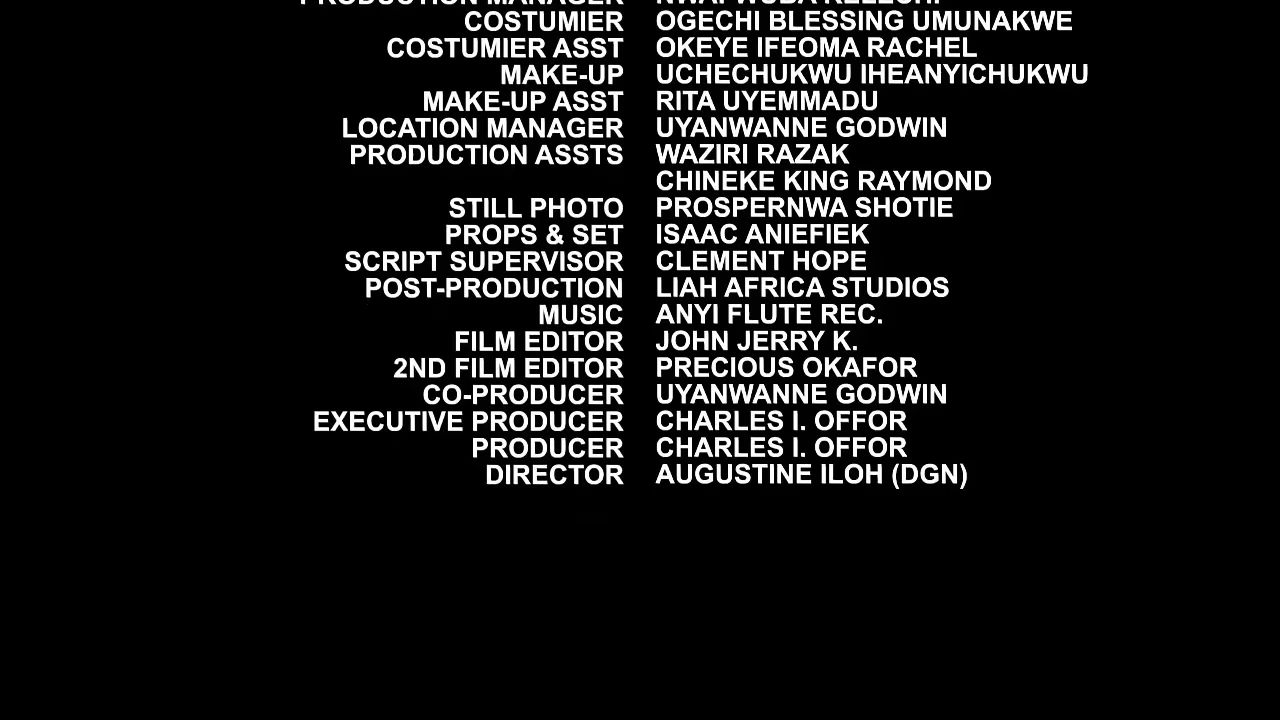 PRODUCTION MANAGER
COSTUMIER OGECHI BLESSING UMUNAKWE
COSTUMIER ASST OKEYE IFEOMA RACHEL
MAKE-UP UCHECHUKWU IHEANYICHUKWU
MAKE-UP ASST RITA UYEMMADU
LOCATION MANAGER UYANWANNE GODWIN
PRODUCTION ASSTS WAZIRI RAZAK
CHINEKE KING RAYMOND
STILL PHOTO PROSPERNWA SHOTIE
PROPS & SET ISAAC ANIEFIEK
SCRIPT SUPERVISOR CLEMENT HOPE
POST-PRODUCTION LIAH AFRICA STUDIOS
MUSIC ANYI FLUTE REC.
FILM EDITOR JOHN JERRY K.
2ND FILM EDITOR PRECIOUS OKAFOR
CO-PRODUCER UYANWANNE GODWIN
EXECUTIVE PRODUCER CHARLES I. OFFOR
PRODUCER CHARLES I. OFFOR
DIRECTOR AUGUSTINE ILOH (DGN)